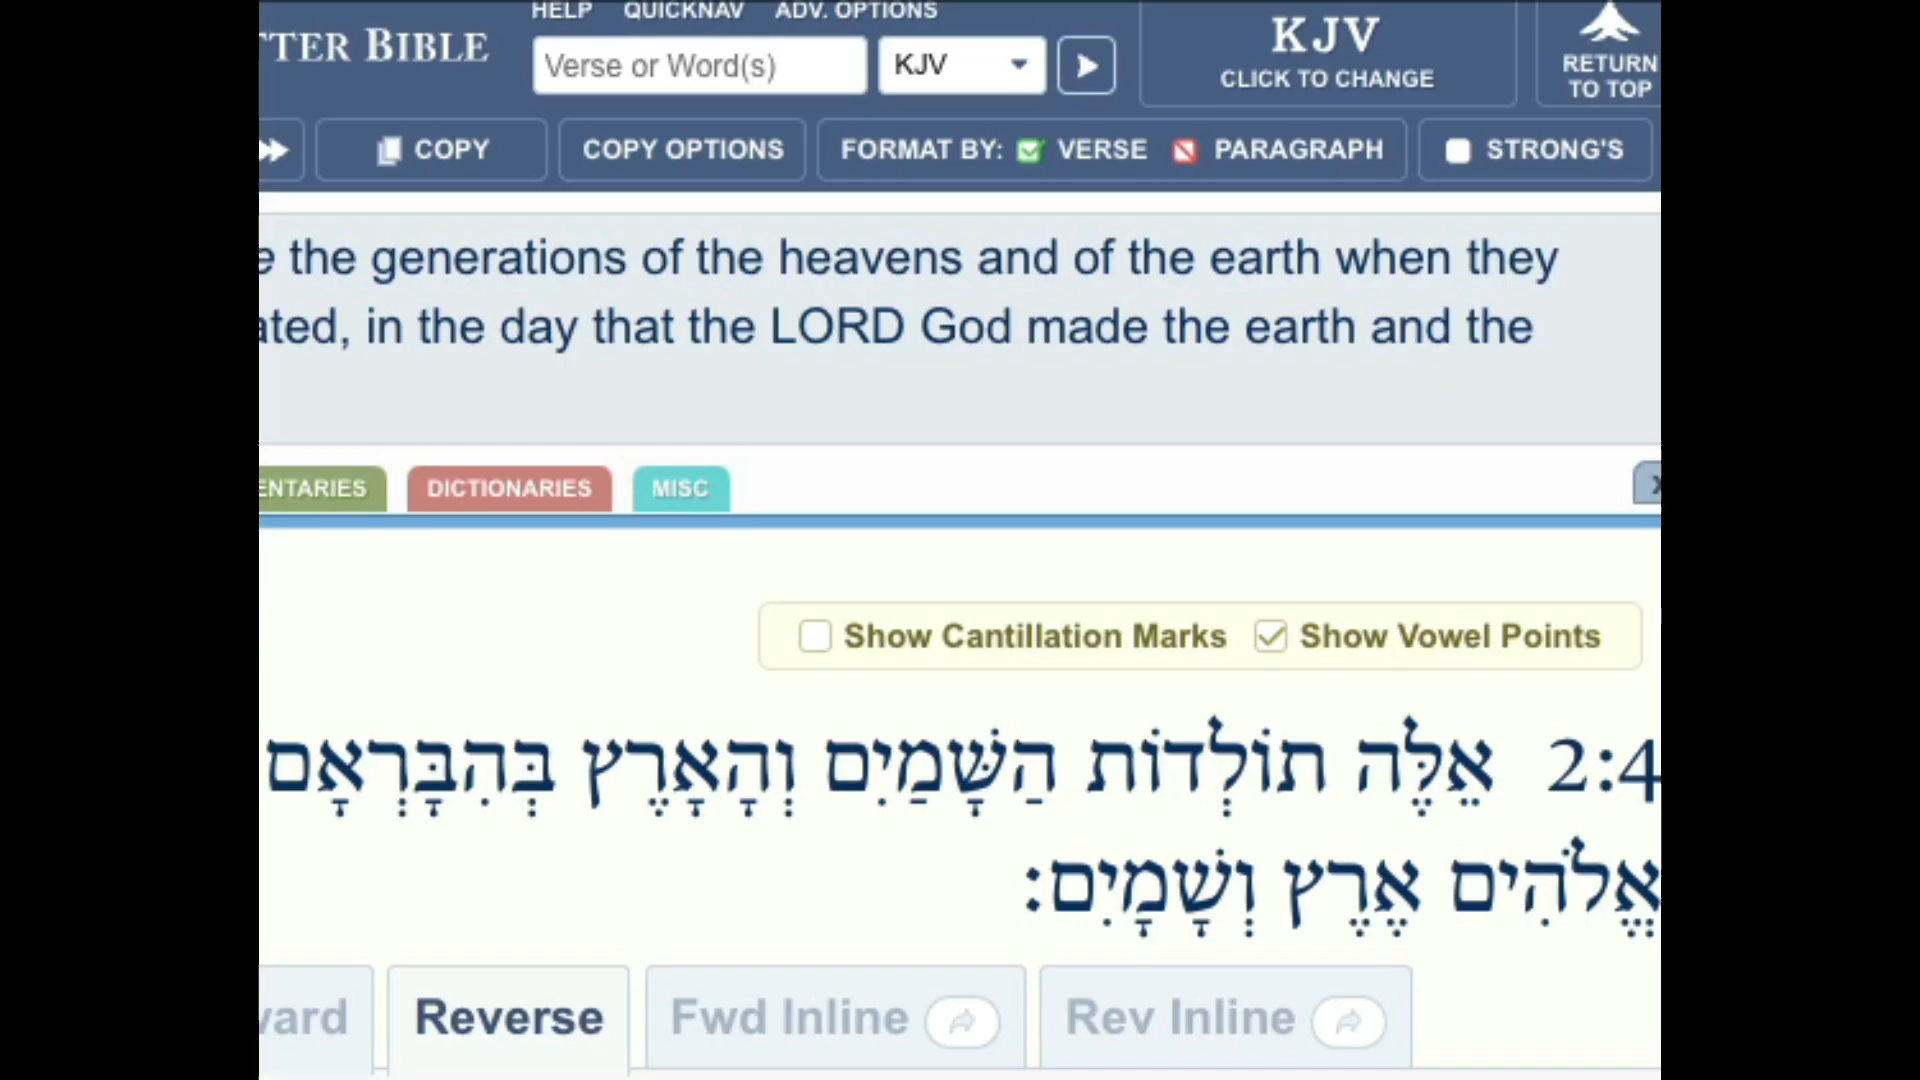 HELP QUICKNAV ADV. OPTIONS
TTER BIBLE
Verse or Word(s)
KJV
KJV
CLICK TO CHANGE
RETURN
TO TOP
COPY
COPY OPTIONS
FORMAT BY: VERSE PARAGRAPH
STRONG'S
e the generations of the heavens and of the earth when they
ated, in the day that the LORD God made the earth and the
ENTARIES
DICTIONARIES
MISC
X
Show Cantillation Marks Show Vowel Points
2:4 אֵלֶּה תוֹלְדוֹת הַשָּׁמַיִם וְהָאָרֶץ בְּהִבָּרְאָם
אֱלֹהִים אֶרֶץ וְשָׁמָיִם׃
ward
Reverse
Fwd Inline
Rev Inline